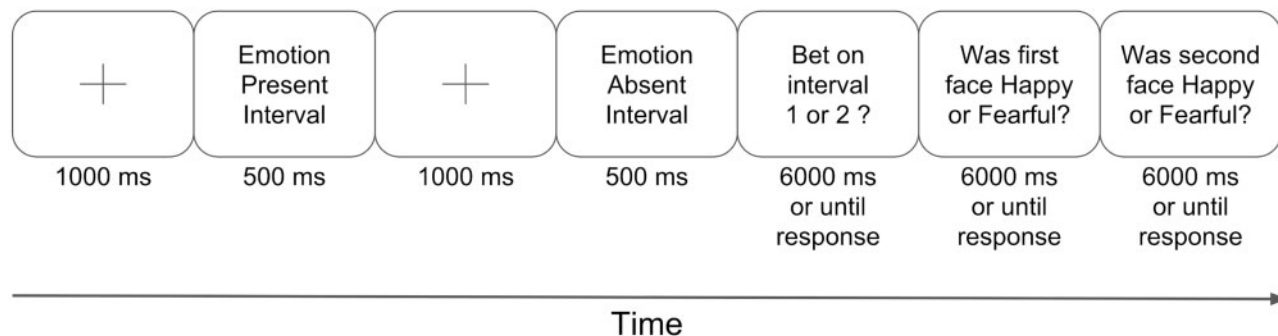 Emotion
Present
Interval
Emotion
Absent
Interval
Bet on
interval
1 or 2 ?
Was first
face Happy
or Fearful?
Was second
face Happy
or Fearful?
1000 ms
500 ms
1000 ms
500 ms
6000 ms
or until
response
6000 ms
or until
response
6000 ms
or until
response
Time